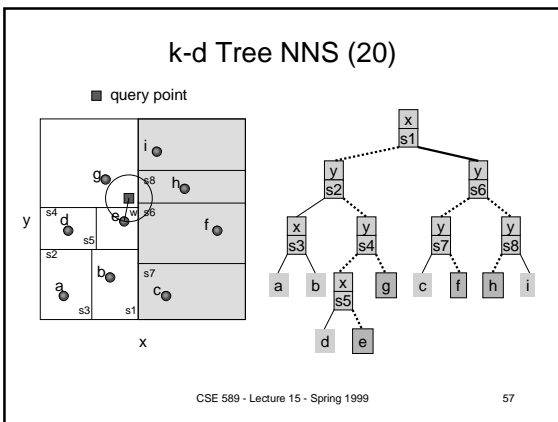 k-d Tree NNS (20)
query point
i
g
s8
h
w
s6
e
s4
d
f
y
s5
s2
s7
b
a
c
s3
s1
x
x
s1
y
s2
y
s6
x
s3
y
s4
y
s7
y
s8
a
b
x
s5
g
c
f
h
i
d
e
CSE 589 - Lecture 15 - Spring 1999
57